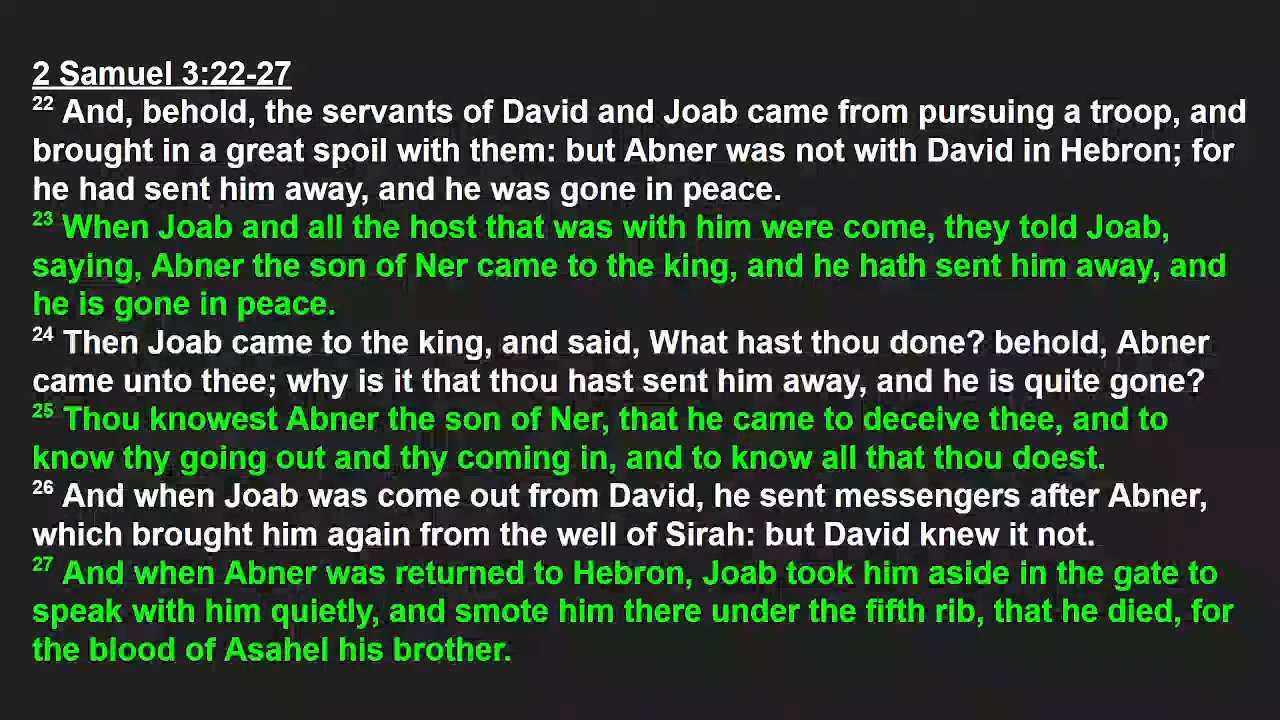 2 Samuel 3:22-27
22 And, behold, the servants of David and Joab came from pursuing a troop, and
brought in a great spoil with them: but Abner was not with David in Hebron; for
he had sent him away, and he was gone in peace.
23 When Joab and all the host that was with him were come, they told Joab,
saying, Abner the son of Ner came to the king, and he hath sent him away, and
he is gone in peace.
24 Then Joab came to the king, and said, What hast thou done? behold, Abner
came unto thee; why is it that thou hast sent him away, and he is quite gone?
25 Thou knowest Abner the son of Ner, that he came to deceive thee, and to
know thy going out and thy coming in, and to know all that thou doest.
26 And when Joab was come out from David, he sent messengers after Abner,
which brought him again from the well of Sirah: but David knew it not.
27 And when Abner was returned to Hebron, Joab took him aside in the gate to
speak with him quietly, and smote him there under the fifth rib, that he died, for
the blood of Asahel his brother.